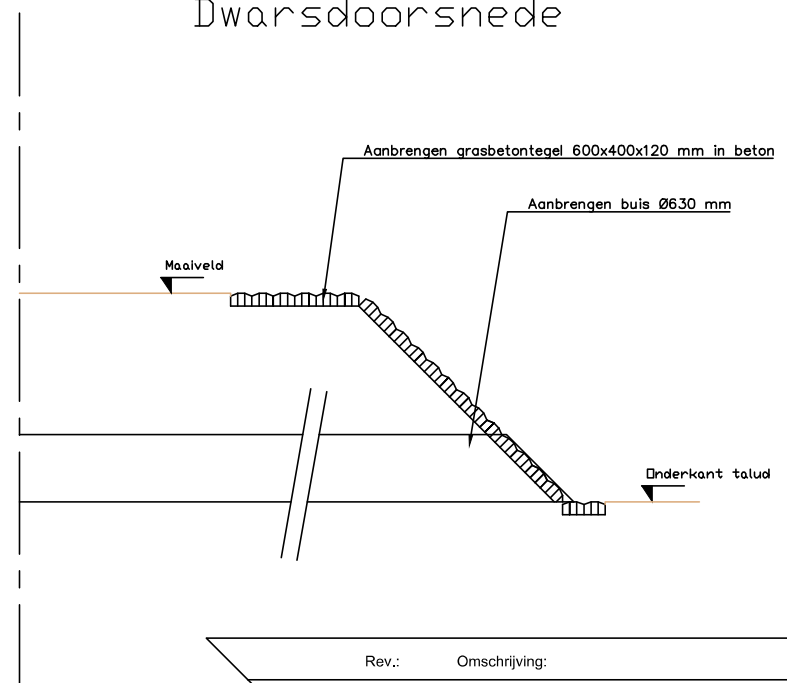 Dwarsdoorsnede
Aanbrengen grasbetontegel 600x400x120 mm in beton
Aanbrengen buis Ø630 mm
Maaiveld
Onderkant talud
Rev.: Omschrijving: